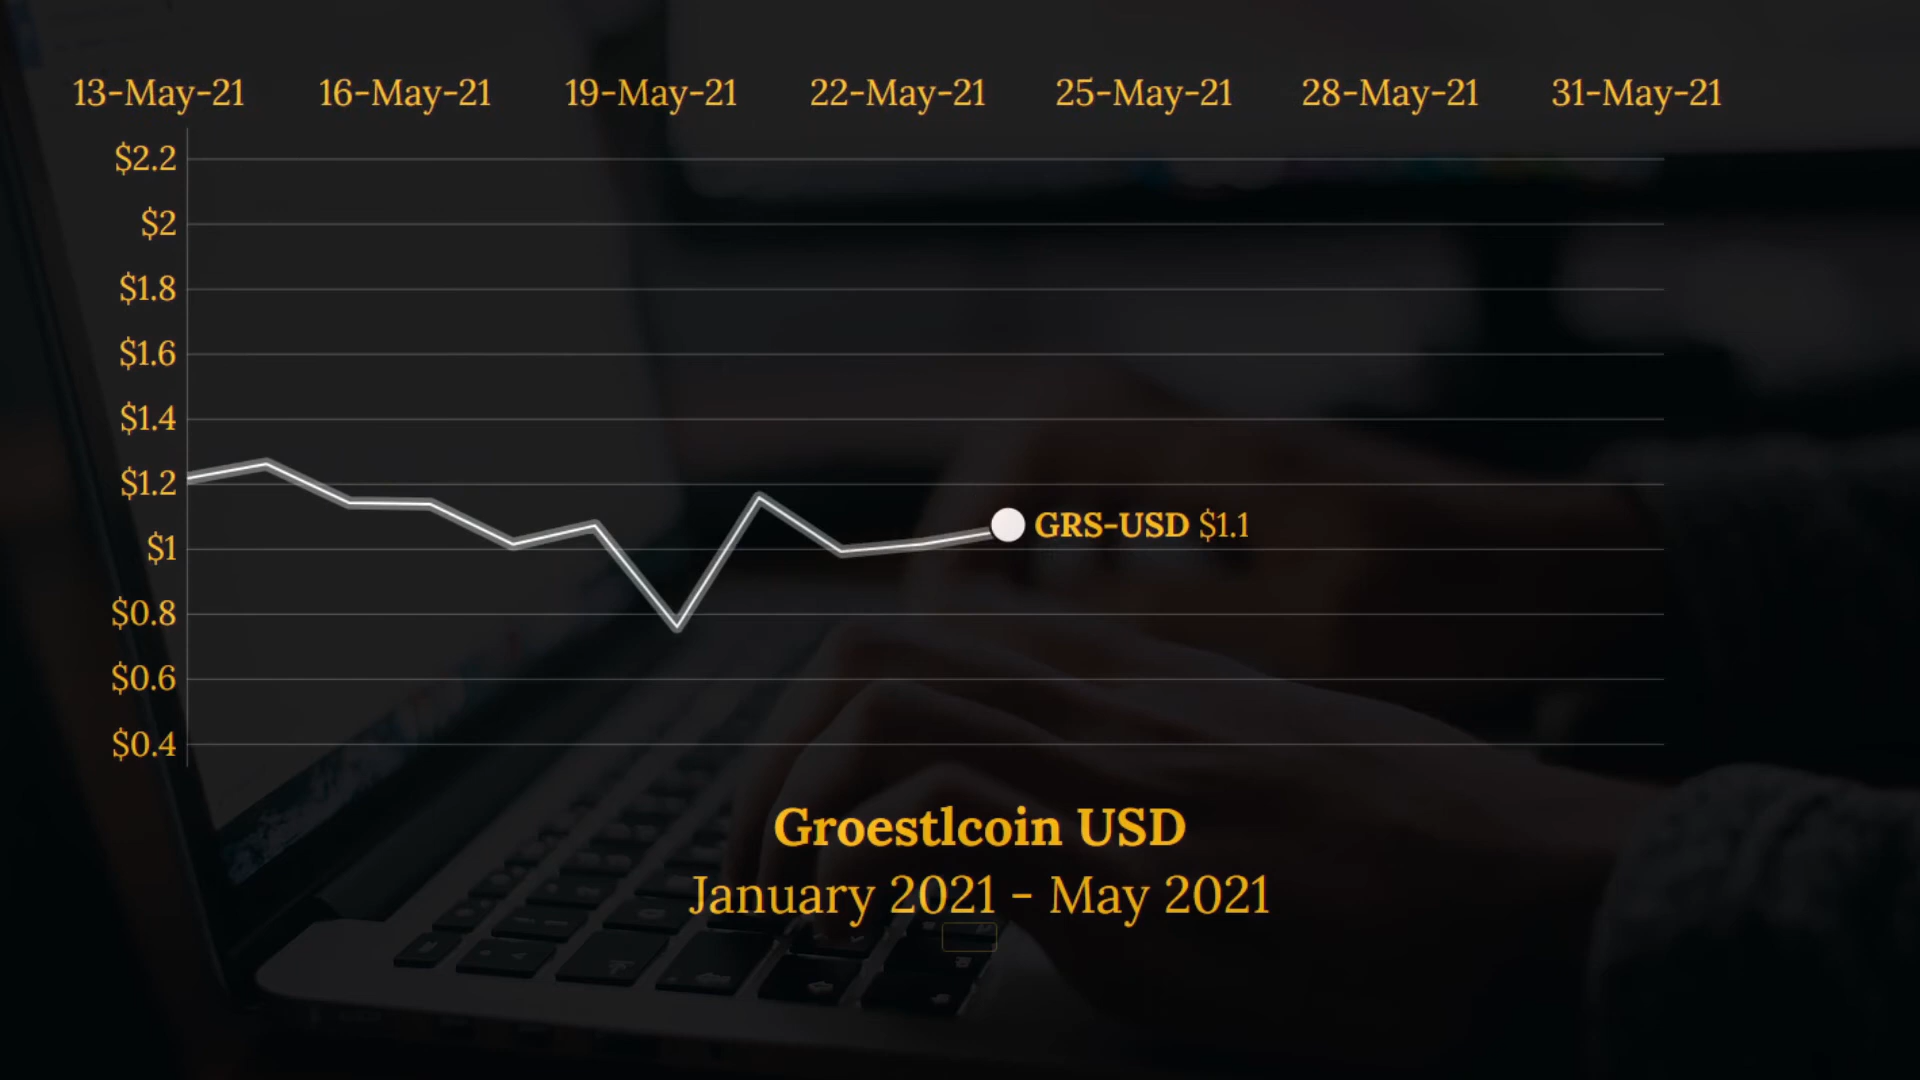 13-May-21 16-May-21 19-May-21 22-May-21 25-May-21 28-May-21 31-May-21
$2.2
$2
$1.8
$1.6
$1.4
$1.2
$1
GRS-USD $1.1
$0.8
$0.6
$0.4
Groestlcoin USD
January 2021 - May 2021